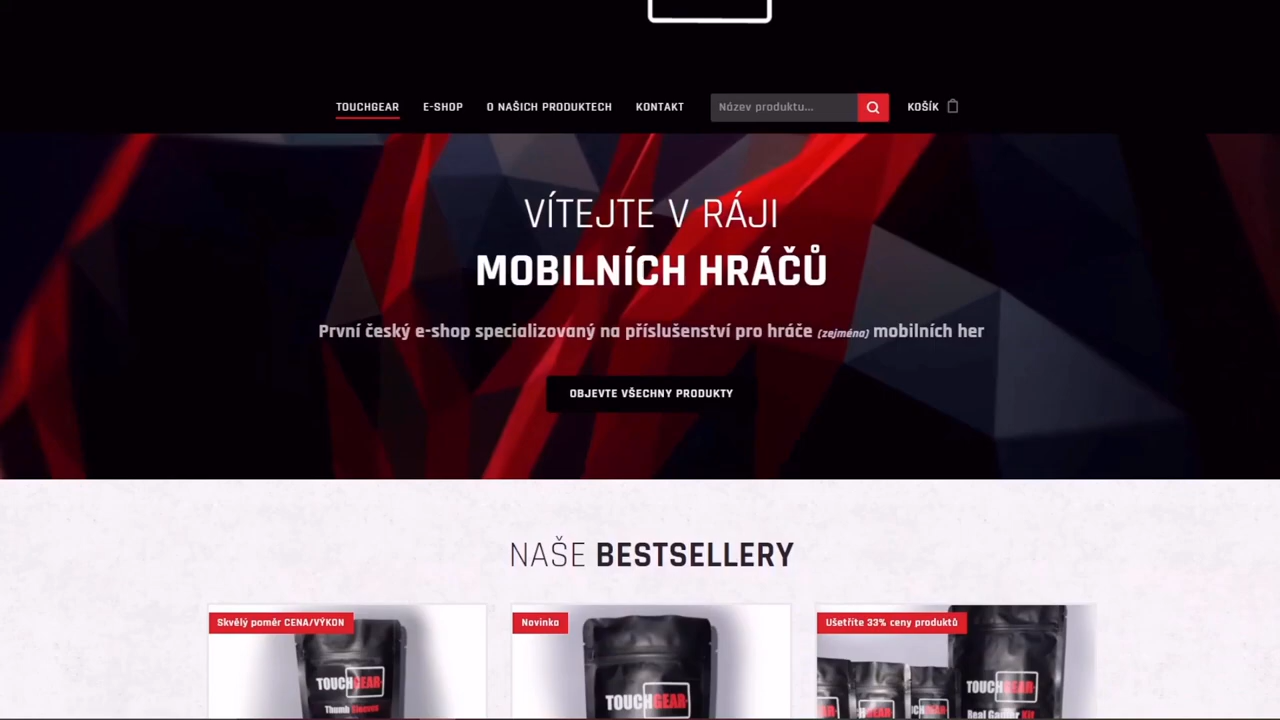 TOUCHGEAR E-SHOP O NAŠICH PRODUKTECH KONTAKT Název produktu... KOŠÍK
VÍTEJTE V RÁJI
MOBILNÍCH HRÁČŮ
První český e-shop specializovaný na příslušenství pro hráče (zejména) mobilních her
OBJEVTE VŠECHNY PRODUKTY
NAŠE BESTSELLERY
Skvělý poměr CENA/VÝKON
Novinka
Ušetříte 33% ceny produktů
TOUCHGEAR
Thumb Sleeves
TOUCHGEAR
TOUCHGEAR
Real Gamer Kit